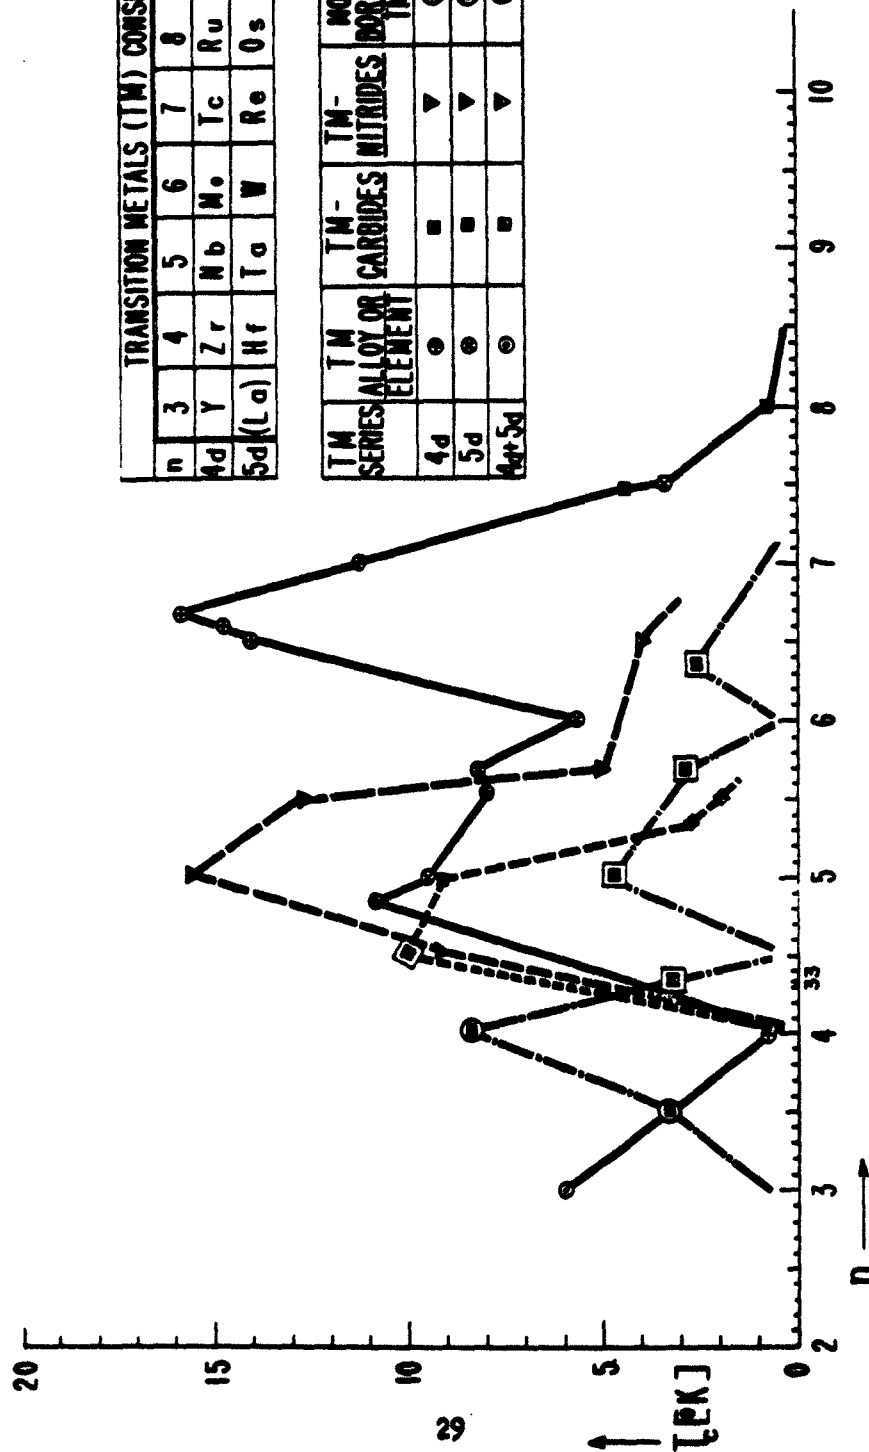 TRANSITION METALS (TM) CONS
n 3 4 5 6 7 8
4d Y Zr Nb Mo Tc Ru
5d (La) Hf Ta W Re Os
TM SERIES
TM ALLOY OR ELEMENT
TM- CARBIDES
TM- NITRIDES
4d
5d
4d+5d
20
15
10
5
0
Tc[°K]
2 3 4 33 5 6 7 8 9 10
n
29